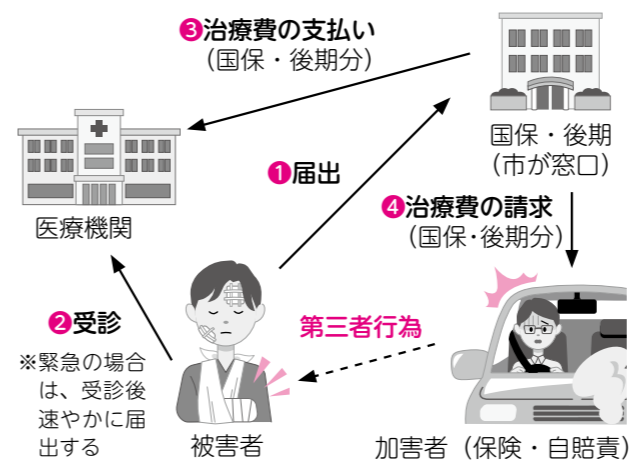 ❸治療費の支払い
（国保・後期分）
国保・後期
（市が窓口）
❶届出
医療機関
❹治療費の請求
（国保・後期分）
❷受診
※緊急の場合
は、受診後
速やかに届
出する
第三者行為
被害者
加害者（保険・自賠責）